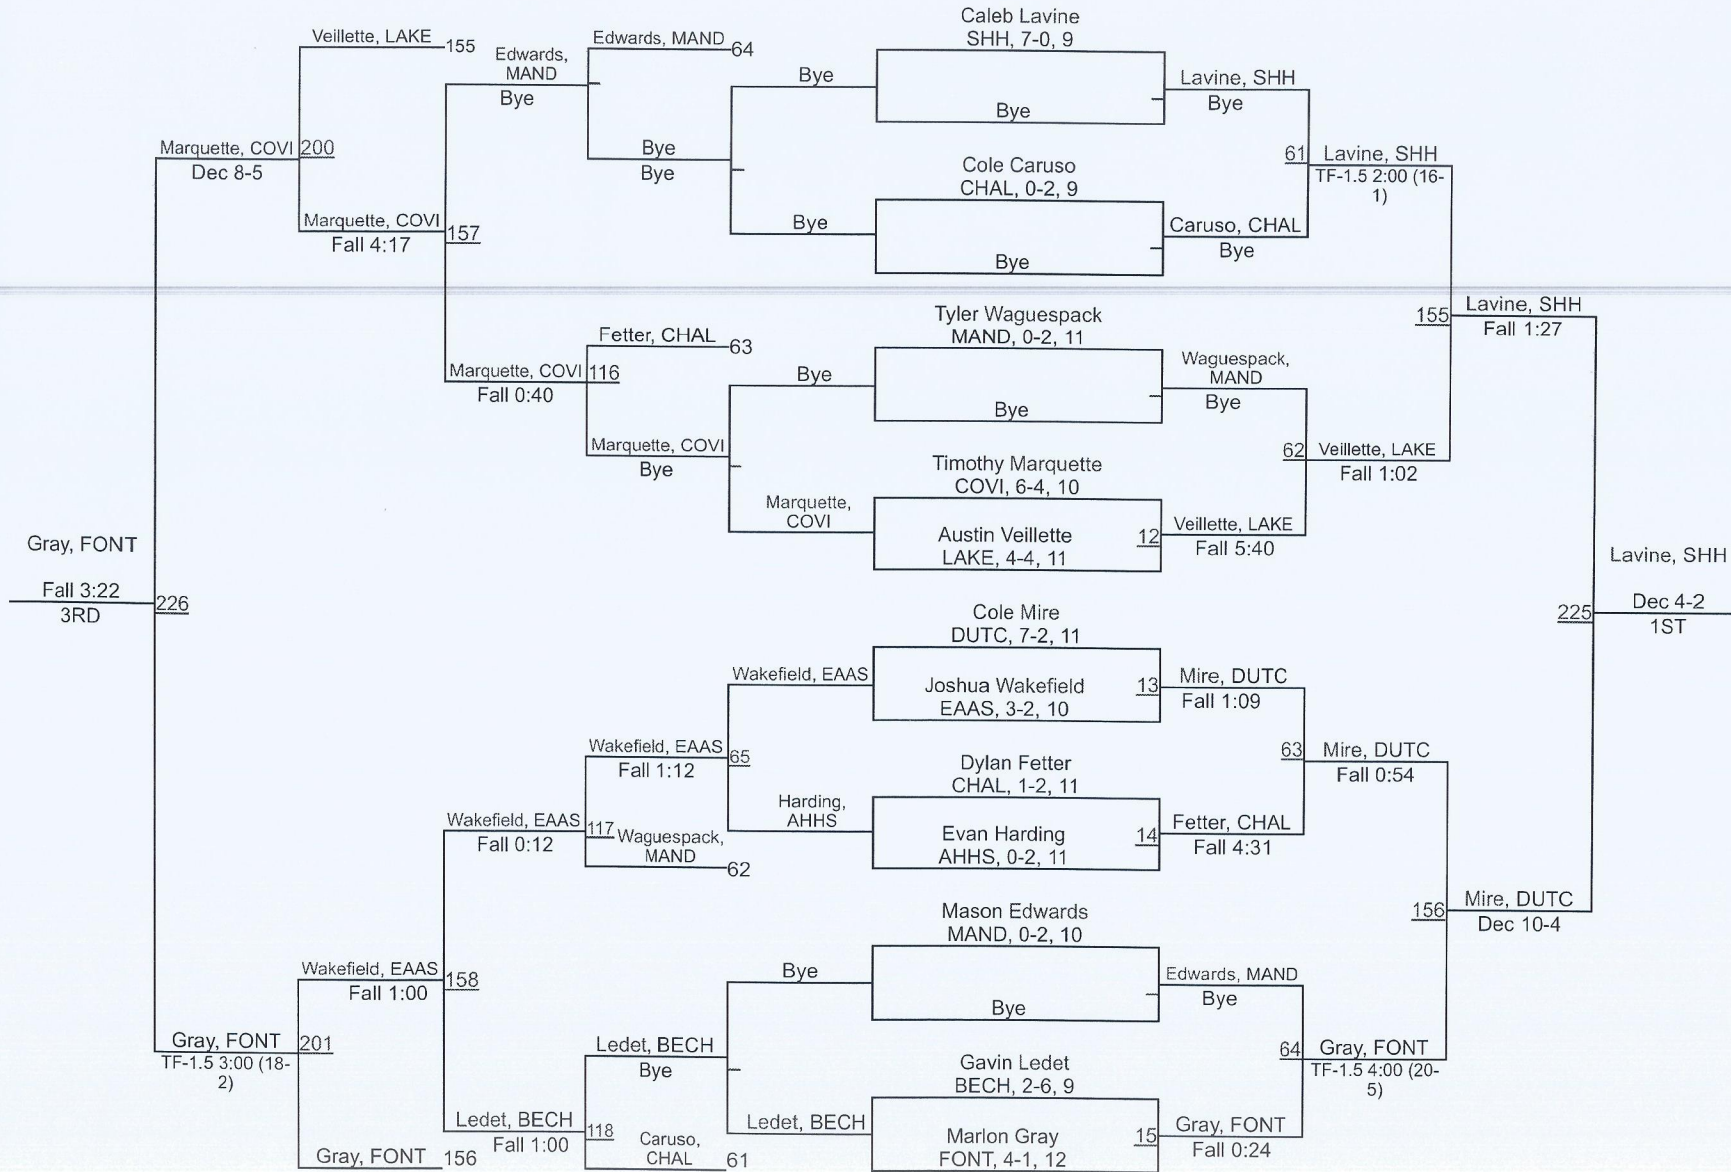 Veillette, LAKE
155
Marquette, COVI
200
Dec 8-5
Marquette, COVI
Fall 4:17
157
Edwards,
MAND
Bye
Edwards, MAND
64
Bye
Bye
Marquette, COVI
Fall 0:40
116
Fetter, CHAL
63
Marquette, COVI
Bye
Bye
Bye
Bye
Marquette,
COVI
Caleb Lavine
SHH, 7-0, 9
Bye
Cole Caruso
CHAL, 0-2, 9
Bye
Tyler Waguespack
MAND, 0-2, 11
Bye
Timothy Marquette
COVI, 6-4, 10
Austin Veillette
LAKE, 4-4, 11
12
Lavine, SHH
Bye
Caruso, CHAL
Bye
61
Lavine, SHH
TF-1.5 2:00 (16-
1)
Waguespack,
MAND
Bye
Veillette, LAKE
Fall 5:40
62
Veillette, LAKE
Fall 1:02
155
Lavine, SHH
Fall 1:27
Gray, FONT
Fall 3:22
3RD
226
Lavine, SHH
225
Dec 4-2
1ST
Cole Mire
DUTC, 7-2, 11
Joshua Wakefield
EAAS, 3-2, 10
13
Dylan Fetter
CHAL, 1-2, 11
Evan Harding
AHHS, 0-2, 11
14
Mason Edwards
MAND, 0-2, 10
Bye
Gavin Ledet
BECH, 2-6, 9
Marlon Gray
FONT, 4-1, 12
15
Mire, DUTC
Fall 1:09
Fetter, CHAL
Fall 4:31
63
Mire, DUTC
Fall 0:54
Edwards, MAND
Bye
Gray, FONT
Fall 0:24
64
Gray, FONT
TF-1.5 4:00 (20-
5)
156
Mire, DUTC
Dec 10-4
Wakefield, EAAS
Harding,
AHHS
Wakefield, EAAS
Fall 1:12
65
Wakefield, EAAS
Fall 0:12
117
Waguespack,
MAND
62
Wakefield, EAAS
Fall 1:00
158
Bye
Ledet, BECH
Ledet, BECH
Bye
Ledet, BECH
Fall 1:00
118
Caruso,
CHAL
61
Gray, FONT
TF-1.5 3:00 (18-
2)
201
Gray, FONT
156